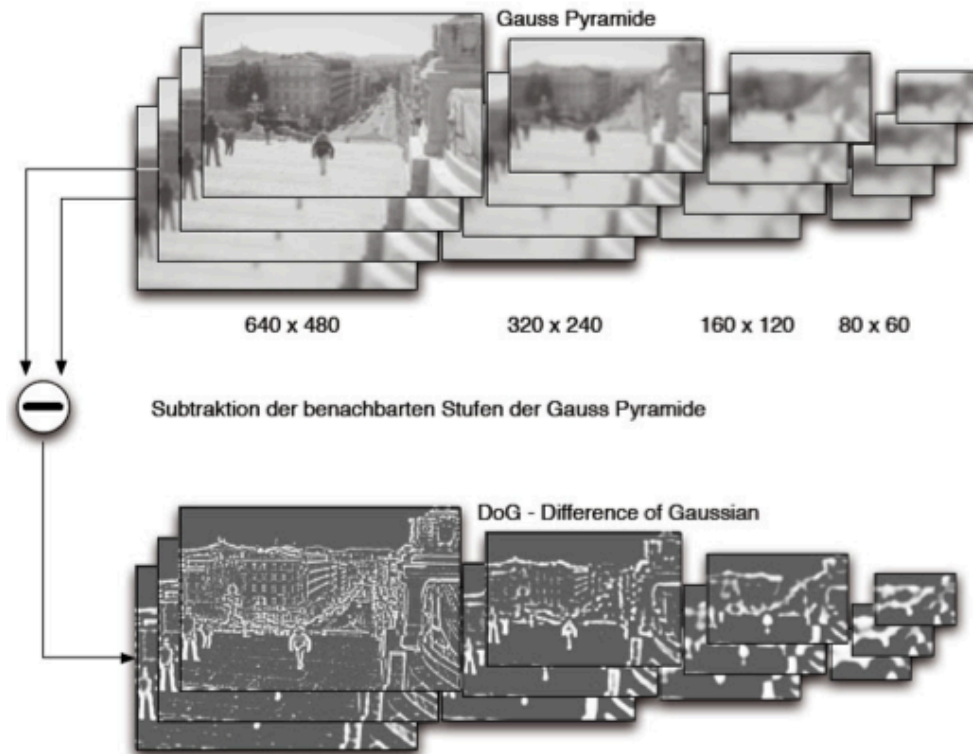 Gauss Pyramide
640 x 480
320 x 240
160 x 120
80 x 60
Subtraktion der benachbarten Stufen der Gauss Pyramide
DoG - Difference of Gaussian